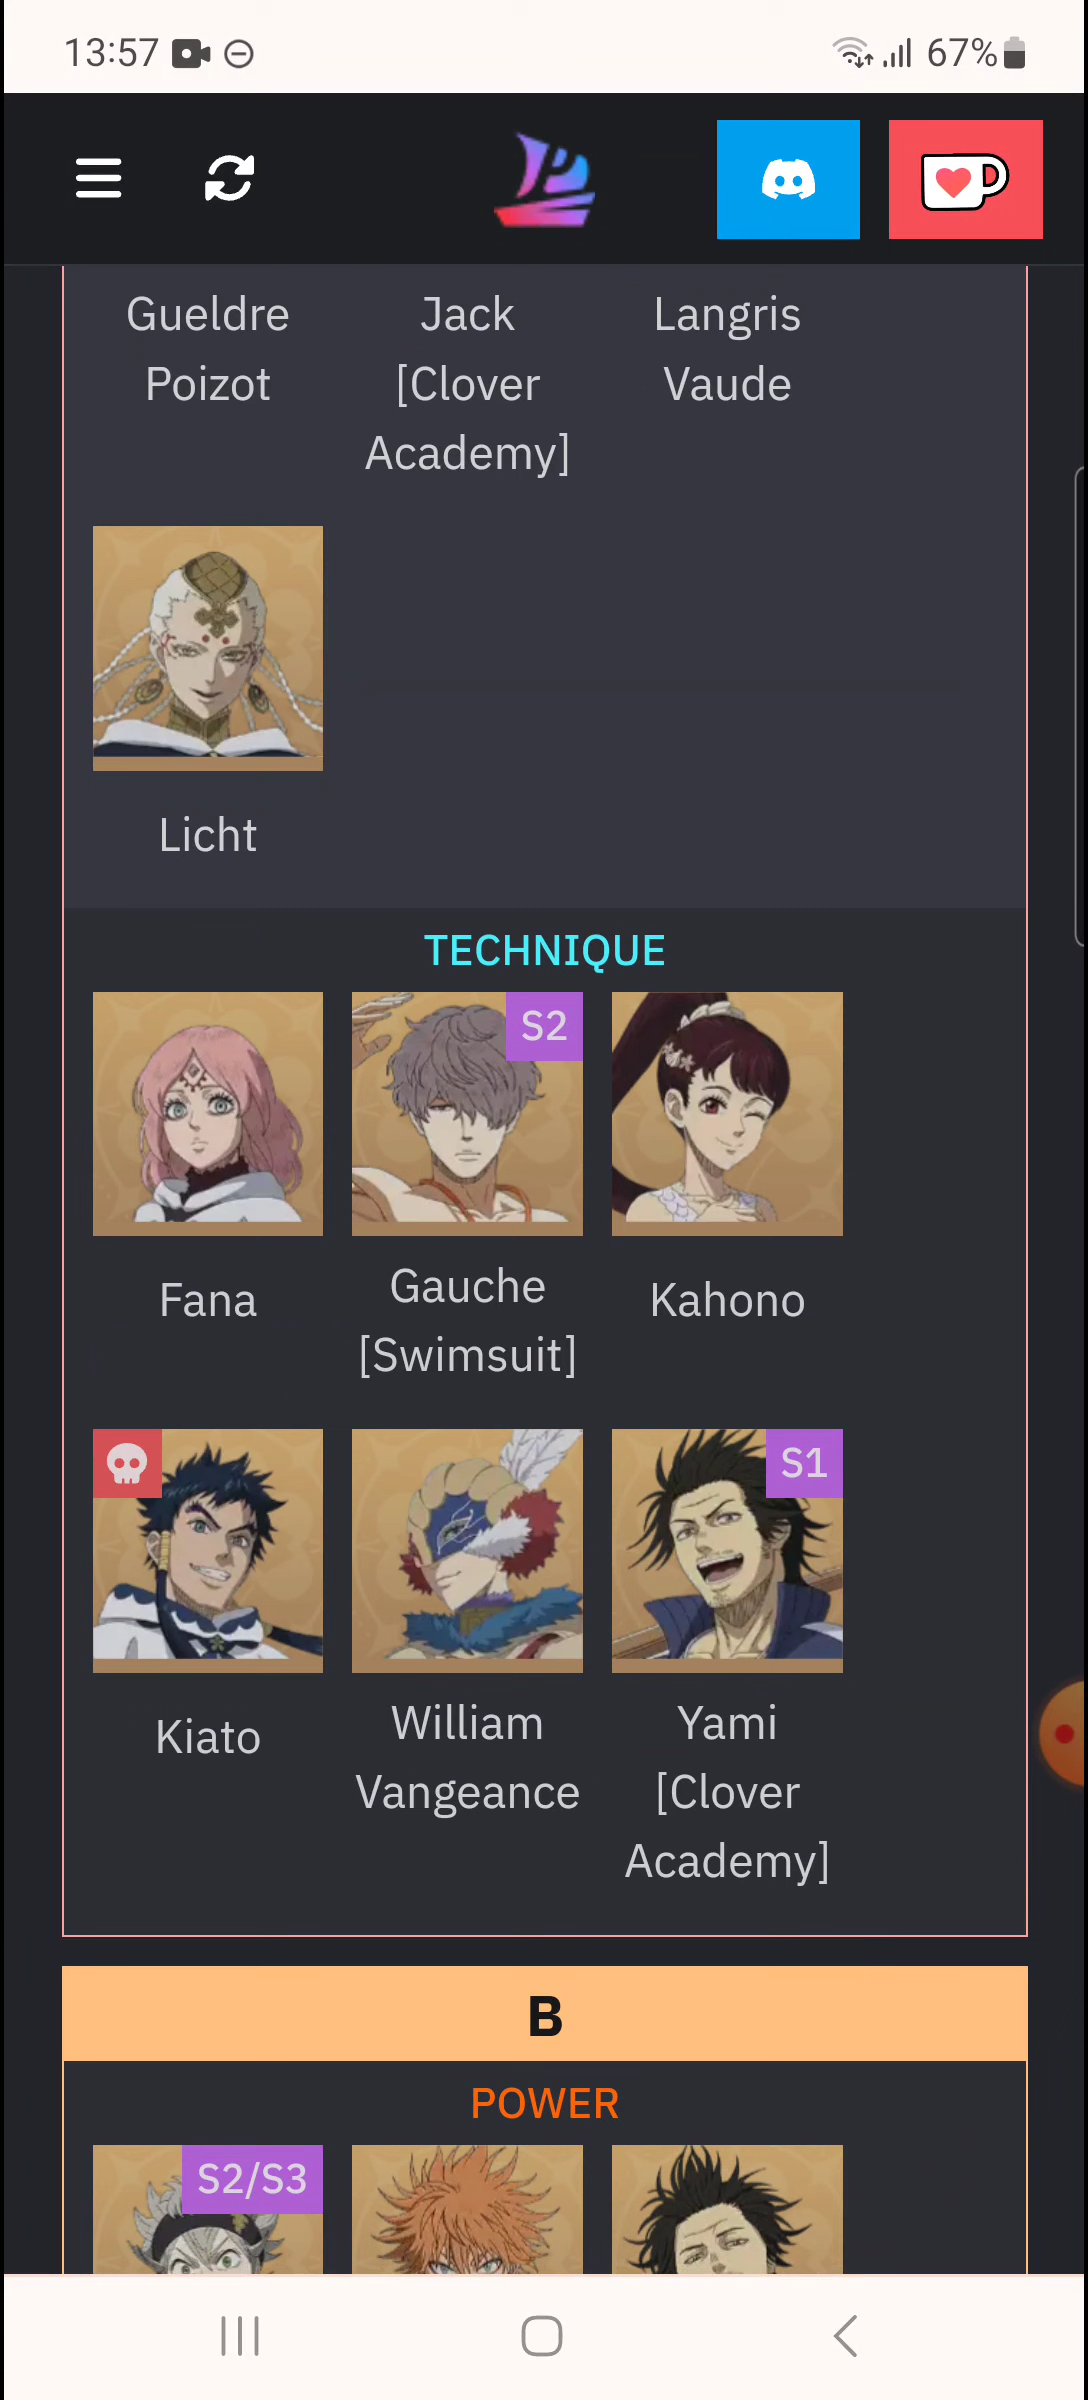 13:57
67%
Gueldre Poizot
Jack [Clover Academy]
Langris Vaude
Licht
TECHNIQUE
S2
Fana
Gauche [Swimsuit]
Kahono
S1
Kiato
William Vangeance
Yami [Clover Academy]
B
POWER
S2/S3